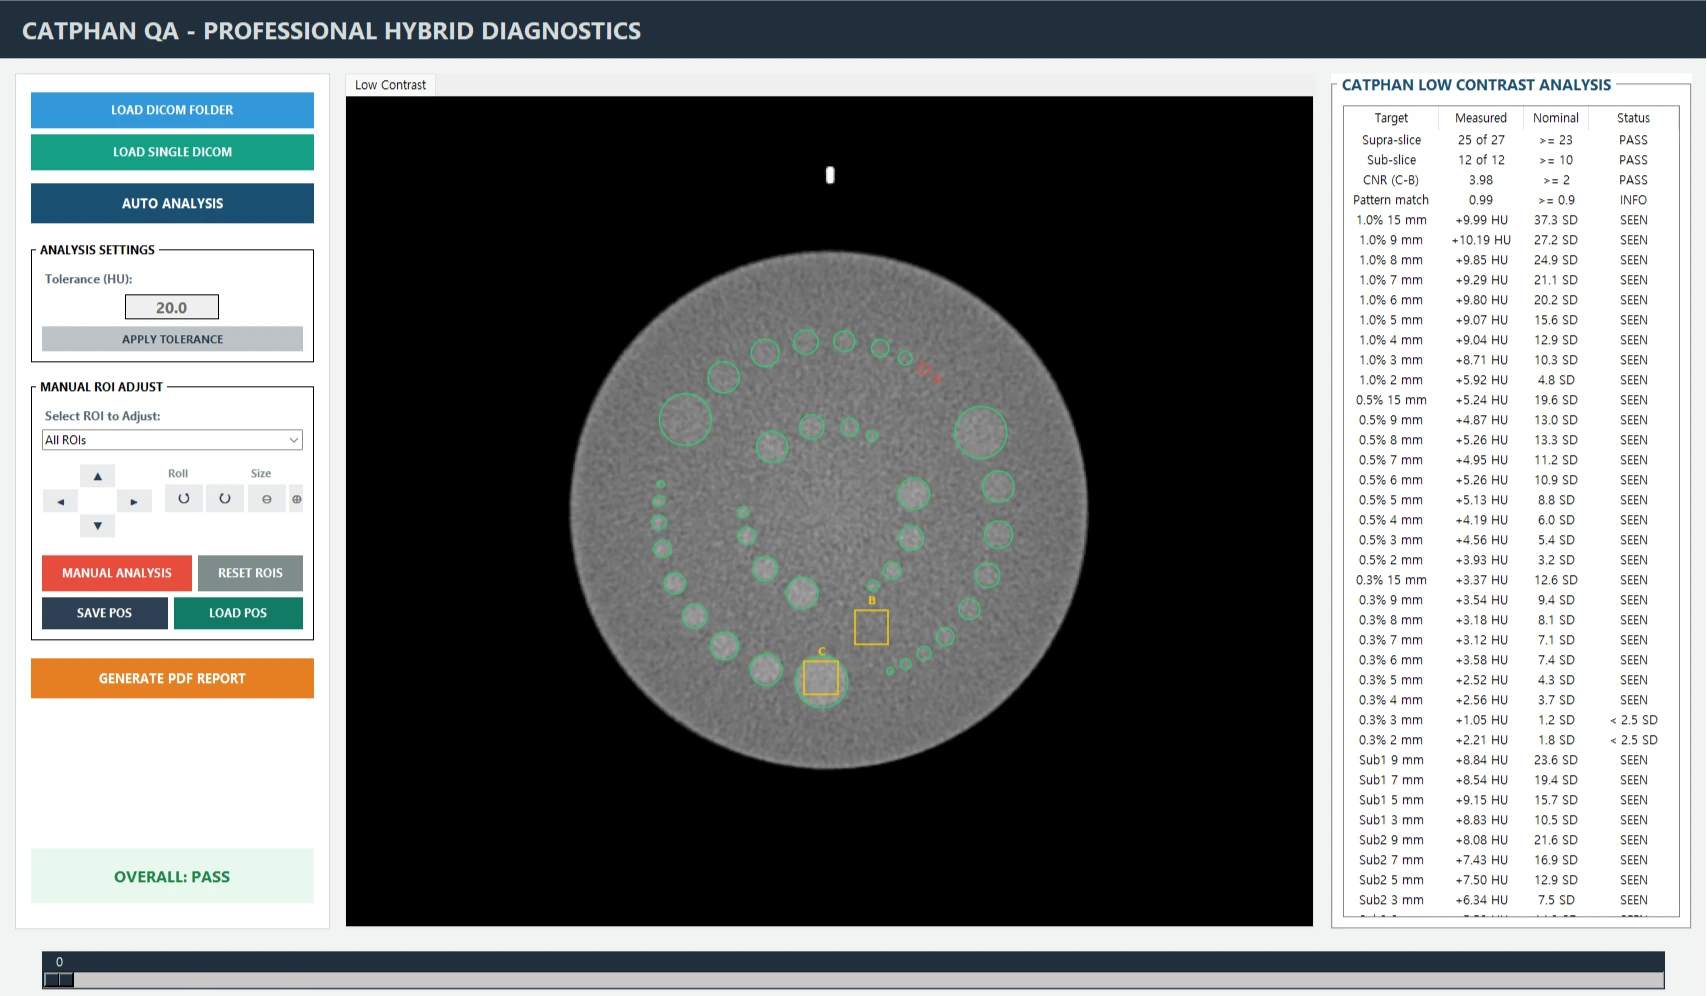 CATPHAN QA - PROFESSIONAL HYBRID DIAGNOSTICS
LOAD DICOM FOLDER
LOAD SINGLE DICOM
AUTO ANALYSIS
ANALYSIS SETTINGS
Tolerance (HU):
20.0
APPLY TOLERANCE
MANUAL ROI ADJUST
Select ROI to Adjust:
All ROIs
Roll Size
MANUAL ANALYSIS RESET ROIS
SAVE POS LOAD POS
GENERATE PDF REPORT
OVERALL: PASS
Low Contrast
B
C
CATPHAN LOW CONTRAST ANALYSIS
Target Measured Nominal Status
Supra-slice 25 of 27 >= 23 PASS
Sub-slice 12 of 12 >= 10 PASS
CNR (C-B) 3.98 >= 2 PASS
Pattern match 0.99 >= 0.9 INFO
1.0% 15 mm +9.99 HU 37.3 SD SEEN
1.0% 9 mm +10.19 HU 27.2 SD SEEN
1.0% 8 mm +9.85 HU 24.9 SD SEEN
1.0% 7 mm +9.29 HU 21.1 SD SEEN
1.0% 6 mm +9.80 HU 20.2 SD SEEN
1.0% 5 mm +9.07 HU 15.6 SD SEEN
1.0% 4 mm +9.04 HU 12.9 SD SEEN
1.0% 3 mm +8.71 HU 10.3 SD SEEN
1.0% 2 mm +5.92 HU 4.8 SD SEEN
0.5% 15 mm +5.24 HU 19.6 SD SEEN
0.5% 9 mm +4.87 HU 13.0 SD SEEN
0.5% 8 mm +5.26 HU 13.3 SD SEEN
0.5% 7 mm +4.95 HU 11.2 SD SEEN
0.5% 6 mm +5.26 HU 10.9 SD SEEN
0.5% 5 mm +5.13 HU 8.8 SD SEEN
0.5% 4 mm +4.19 HU 6.0 SD SEEN
0.5% 3 mm +4.56 HU 5.4 SD SEEN
0.5% 2 mm +3.93 HU 3.2 SD SEEN
0.3% 15 mm +3.37 HU 12.6 SD SEEN
0.3% 9 mm +3.54 HU 9.4 SD SEEN
0.3% 8 mm +3.18 HU 8.1 SD SEEN
0.3% 7 mm +3.12 HU 7.1 SD SEEN
0.3% 6 mm +3.58 HU 7.4 SD SEEN
0.3% 5 mm +2.52 HU 4.3 SD SEEN
0.3% 4 mm +2.56 HU 3.7 SD SEEN
0.3% 3 mm +1.05 HU 1.2 SD < 2.5 SD
0.3% 2 mm +2.21 HU 1.8 SD < 2.5 SD
Sub1 9 mm +8.84 HU 23.6 SD SEEN
Sub1 7 mm +8.54 HU 19.4 SD SEEN
Sub1 5 mm +9.15 HU 15.7 SD SEEN
Sub1 3 mm +8.83 HU 10.5 SD SEEN
Sub2 9 mm +8.08 HU 21.6 SD SEEN
Sub2 7 mm +7.43 HU 16.9 SD SEEN
Sub2 5 mm +7.50 HU 12.9 SD SEEN
Sub2 3 mm +6.34 HU 7.5 SD SEEN
0